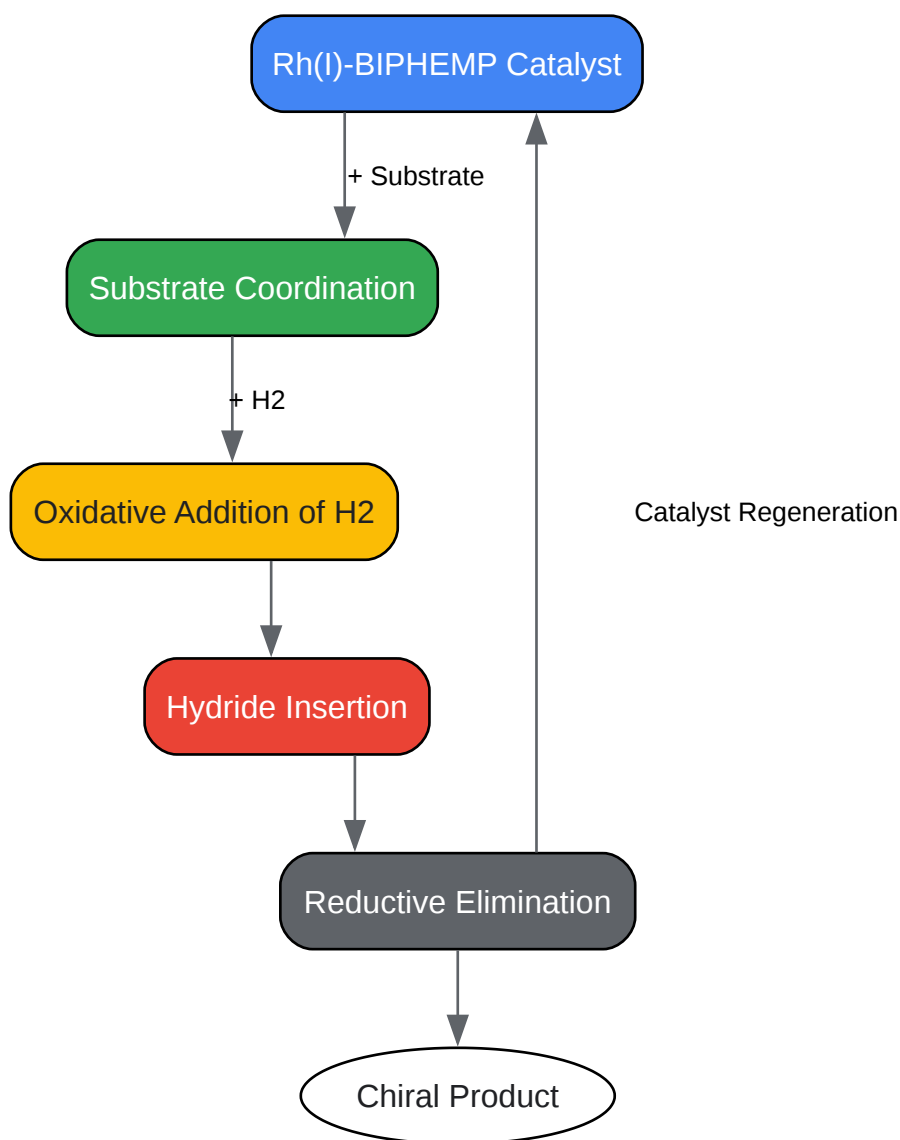 Rh(I)-BIPHEMP Catalyst
+ Substrate
Substrate Coordination
+ H2
Oxidative Addition of H2
Catalyst Regeneration
Hydride Insertion
Reductive Elimination
Chiral Product